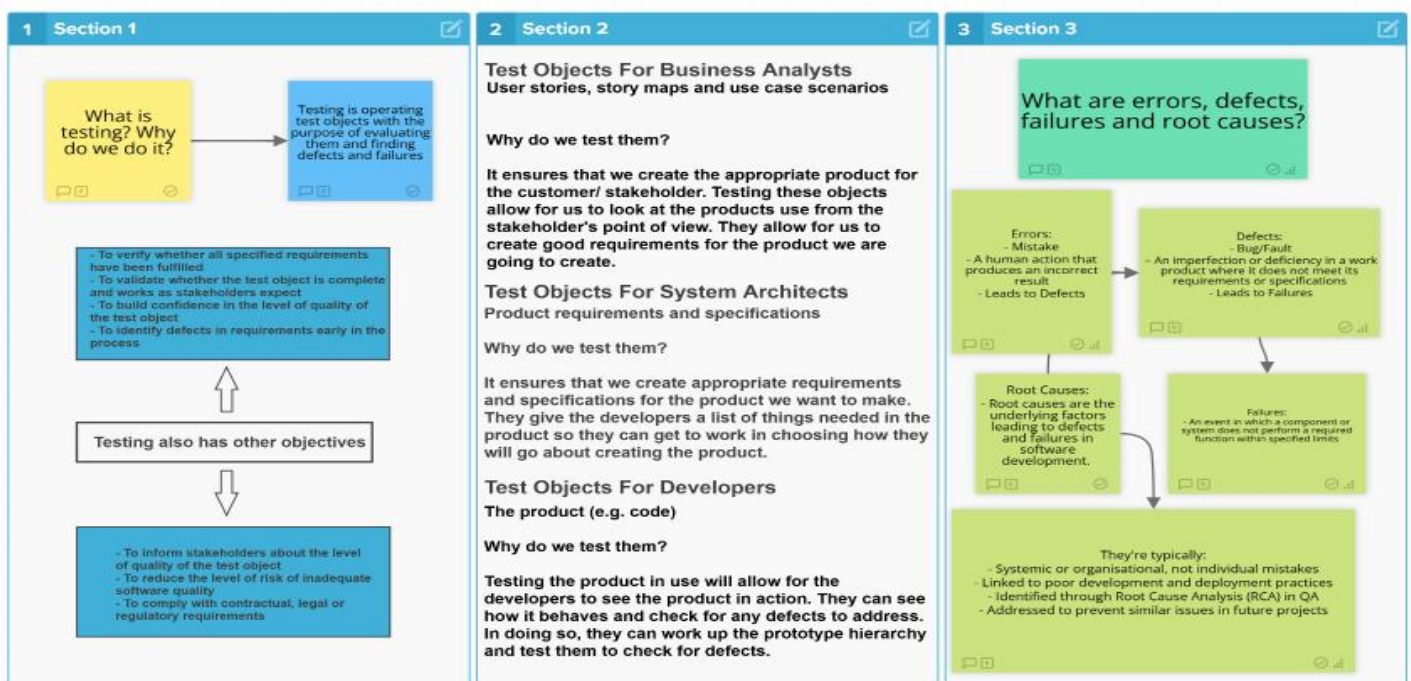 1 Section 1
What is
testing? Why
do we do it?
Testing is operating
test objects with the
purpose of evaluating
them and finding
defects and failures
- To verify whether all specified requirements
have been fulfilled
- To validate whether the test object is complete
and works as stakeholders expect
- To build confidence in the level of quality of
the test object
- To identify defects in requirements early in the
process
Testing also has other objectives
- To inform stakeholders about the level
of quality of the test object
- To reduce the level of risk of inadequate
software quality
- To comply with contractual, legal or
regulatory requirements
2 Section 2
Test Objects For Business Analysts
User stories, story maps and use case scenarios
Why do we test them?
It ensures that we create the appropriate product for
the customer/ stakeholder. Testing these objects
allow for us to look at the products use from the
stakeholder's point of view. They allow for us to
create good requirements for the product we are
going to create.
Test Objects For System Architects
Product requirements and specifications
Why do we test them?
It ensures that we create appropriate requirements
and specifications for the product we want to make.
They give the developers a list of things needed in the
product so they can get to work in choosing how they
will go about creating the product.
Test Objects For Developers
The product (e.g. code)
Why do we test them?
Testing the product in use will allow for the
developers to see the product in action. They can see
how it behaves and check for any defects to address.
In doing so, they can work up the prototype hierarchy
and test them to check for defects.
3 Section 3
What are errors, defects,
failures and root causes?
Errors:
- Mistake
- A human action that
produces an incorrect
result
- Leads to Defects
Defects:
- Bug/Fault
- An imperfection or deficiency in a work
product where it does not meet its
requirements or specifications
- Leads to Failures
Root Causes:
- Root causes are the
underlying factors
leading to defects
and failures in
software
development.
Failures:
- An event in which a component or
system does not perform a required
function within specified limits
They're typically:
- Systemic or organisational, not individual mistakes
- Linked to poor development and deployment practices
- Identified through Root Cause Analysis (RCA) in QA
- Addressed to prevent similar issues in future projects